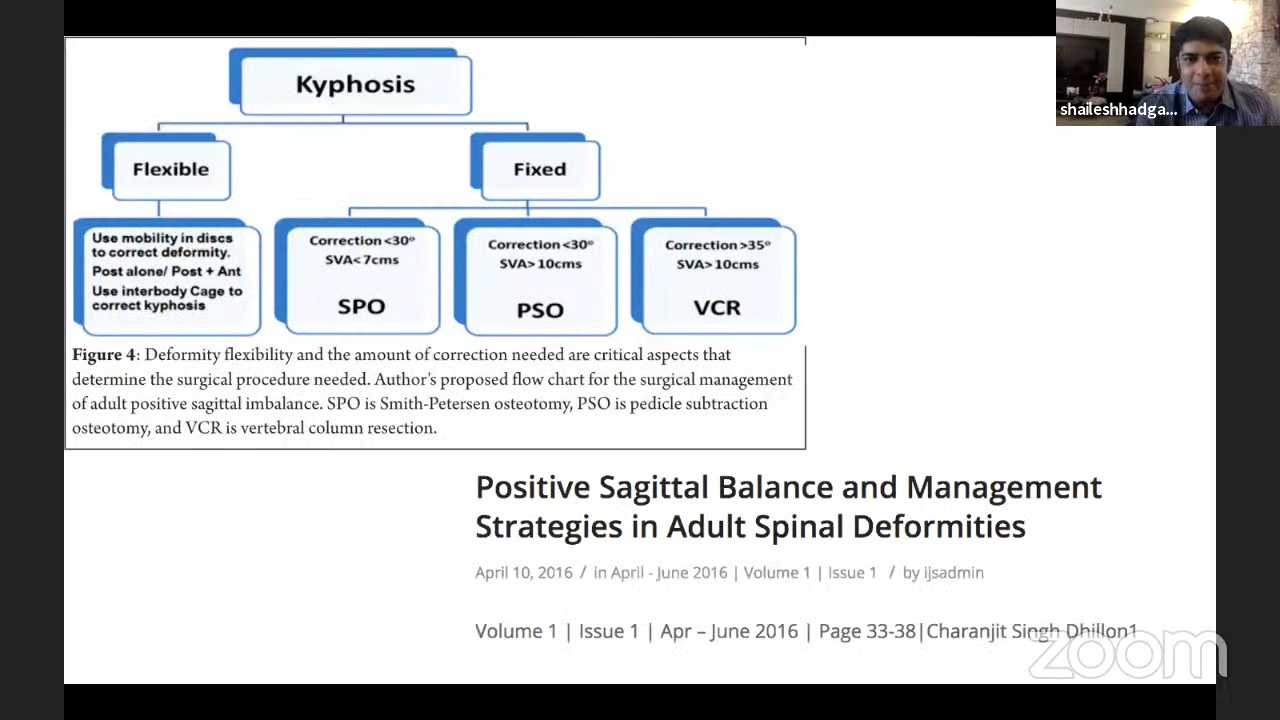 Kyphosis
Flexible
Fixed
Use mobility in discs
to correct deformity.
Post alone/ Post + Ant
Use interbody Cage to
correct kyphosis
Correction <30°
SVA< 7cms
SPO
Correction <30°
SVA> 10cms
PSO
Correction >35°
SVA> 10cms
VCR
Figure 4: Deformity flexibility and the amount of correction needed are critical aspects that
determine the surgical procedure needed. Author's proposed flow chart for the surgical management
of adult positive sagittal imbalance. SPO is Smith-Petersen osteotomy, PSO is pedicle subtraction
osteotomy, and VCR is vertebral column resection.
shaileshhadga...
Positive Sagittal Balance and Management
Strategies in Adult Spinal Deformities
April 10, 2016 / in April - June 2016 | Volume 1 | Issue 1 / by ijsadmin
Volume 1 | Issue 1 | Apr – June 2016 | Page 33-38|Charanjit Singh Dhillon1
zoom